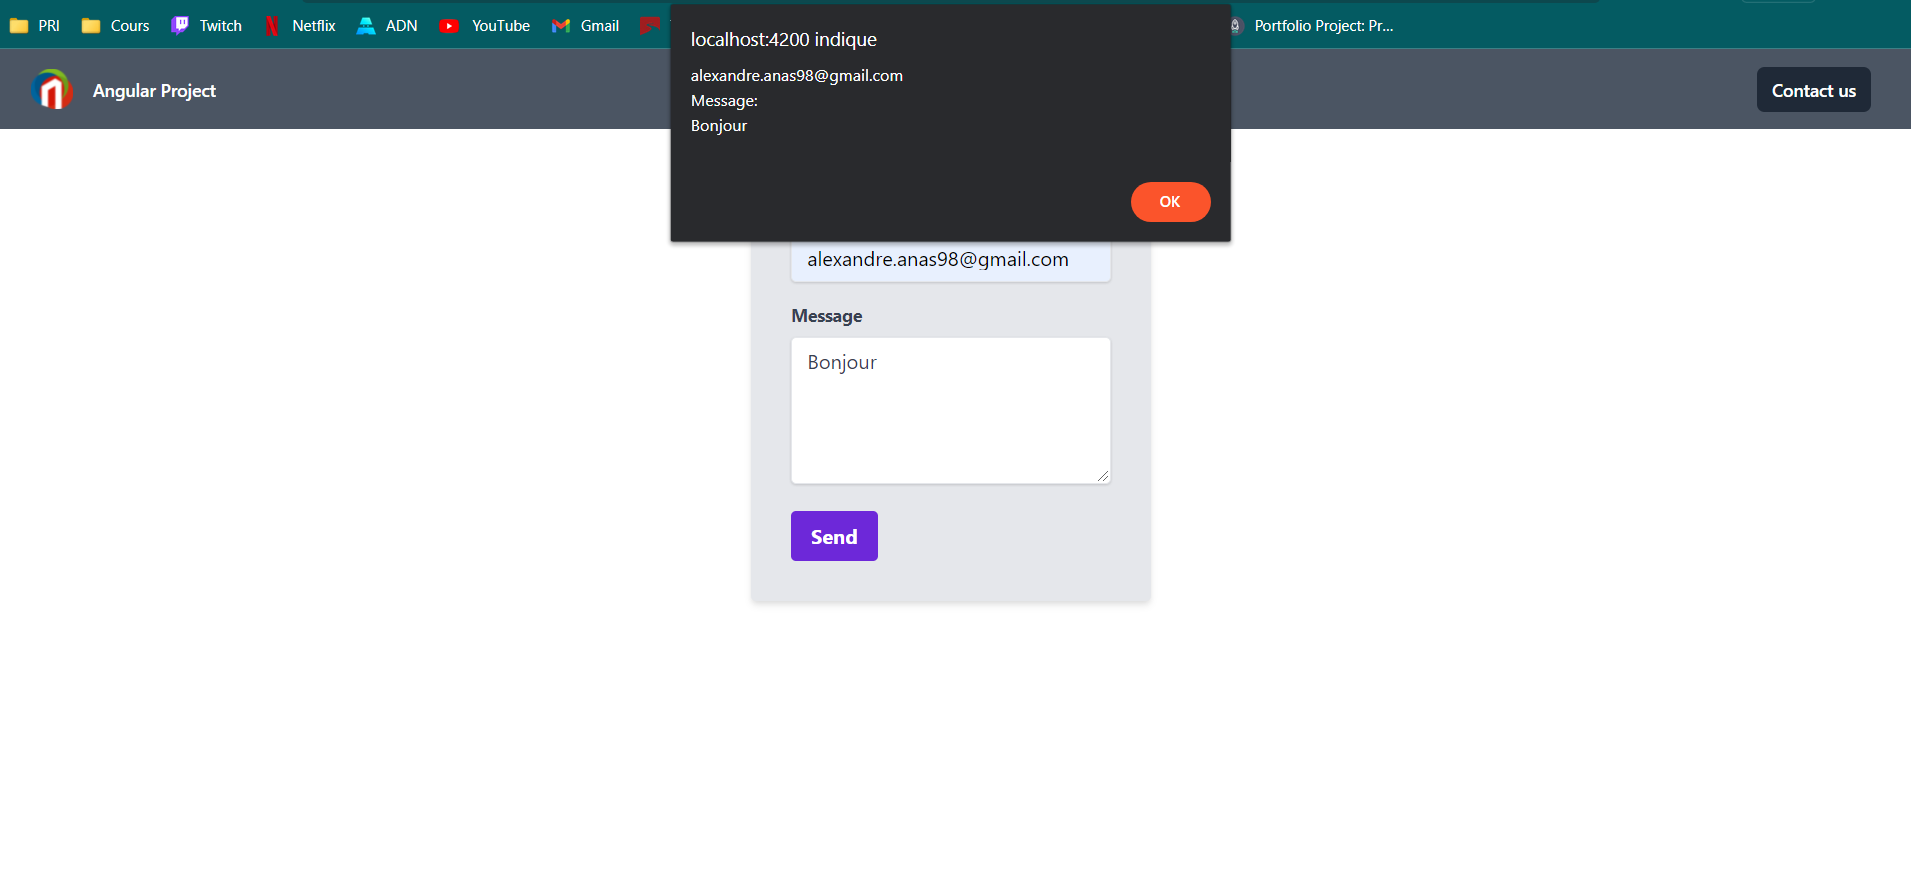 PRI Cours Twitch Netflix ADN YouTube Gmail Portfolio Project: Pr...
localhost:4200 indique
alexandre.anas98@gmail.com
Message:
Bonjour
OK
Angular Project
Contact us
alexandre.anas98@gmail.com
Message
Bonjour
Send